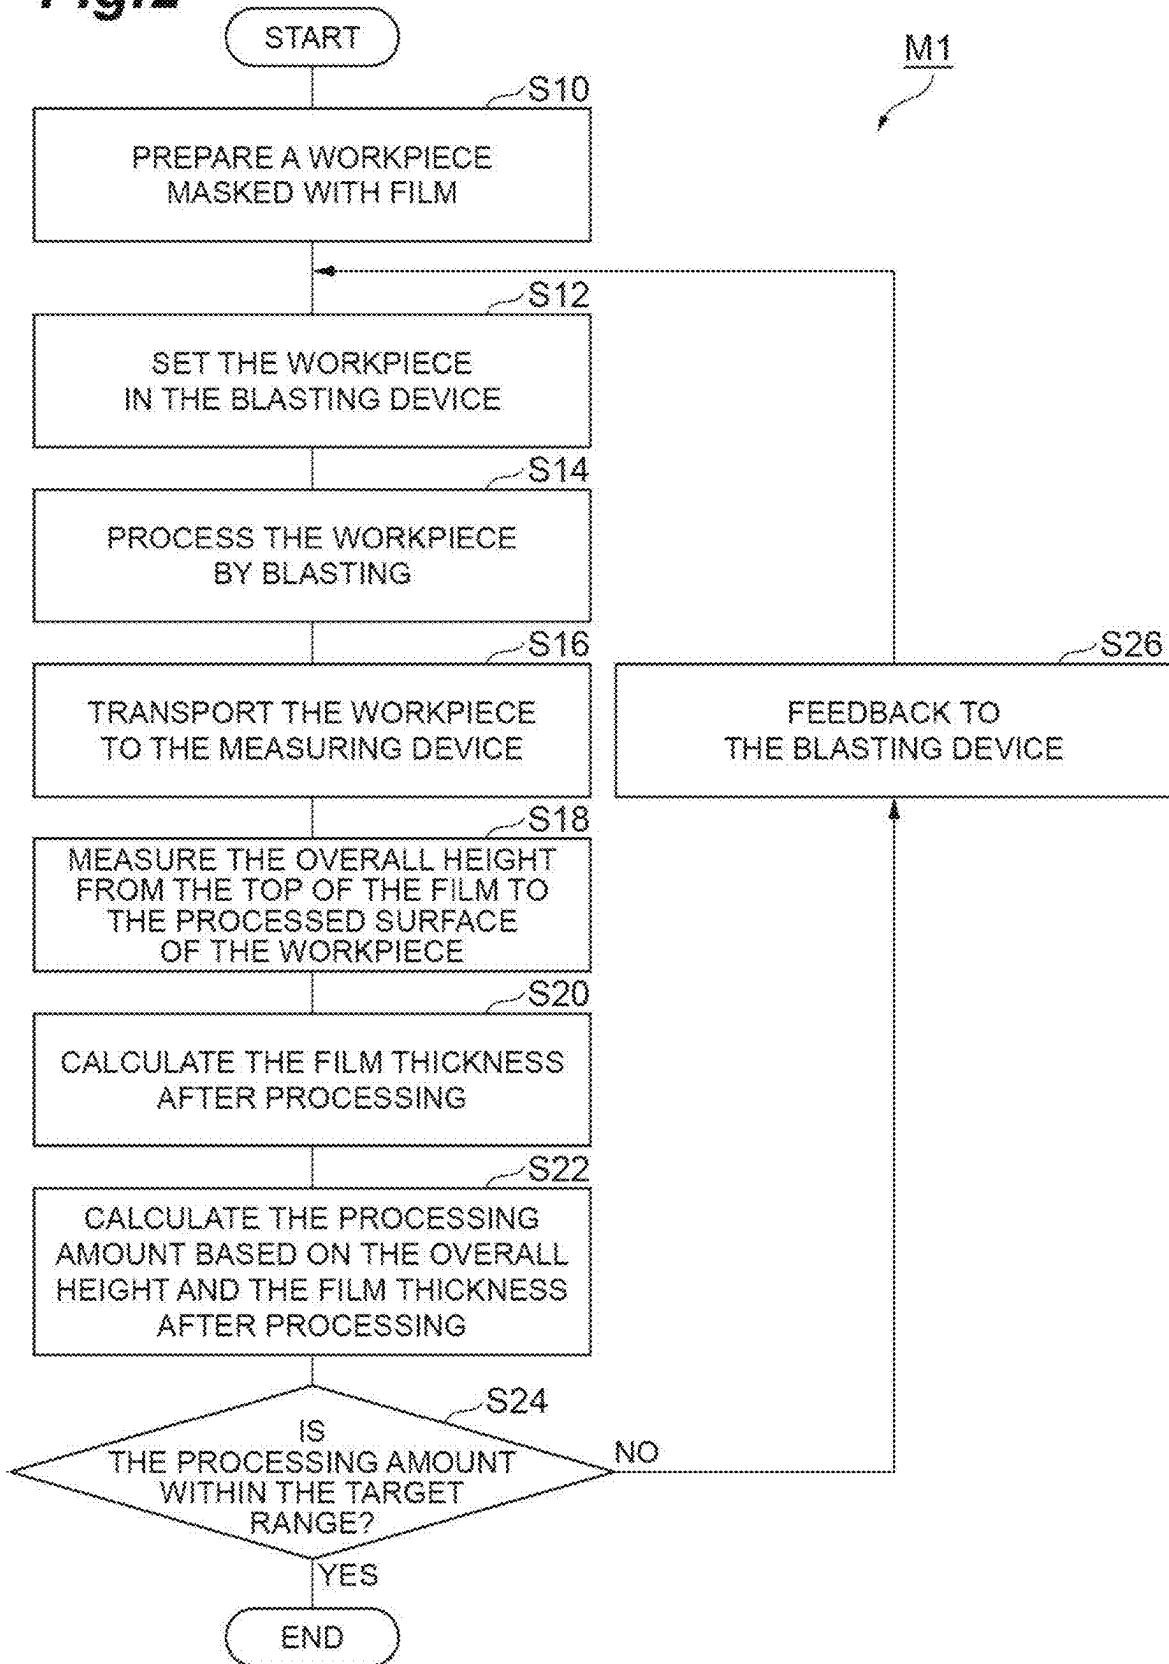 Fig.2
START
M1
S10
PREPARE A WORKPIECE
MASKED WITH FILM
S12
SET THE WORKPIECE
IN THE BLASTING DEVICE
S14
PROCESS THE WORKPIECE
BY BLASTING
S16
TRANSPORT THE WORKPIECE
TO THE MEASURING DEVICE
S26
FEEDBACK TO
THE BLASTING DEVICE
S18
MEASURE THE OVERALL HEIGHT
FROM THE TOP OF THE FILM TO
THE PROCESSED SURFACE
OF THE WORKPIECE
S20
CALCULATE THE FILM THICKNESS
AFTER PROCESSING
S22
CALCULATE THE PROCESSING
AMOUNT BASED ON THE OVERALL
HEIGHT AND THE FILM THICKNESS
AFTER PROCESSING
S24
IS
THE PROCESSING AMOUNT
WITHIN THE TARGET
RANGE?
NO
YES
END